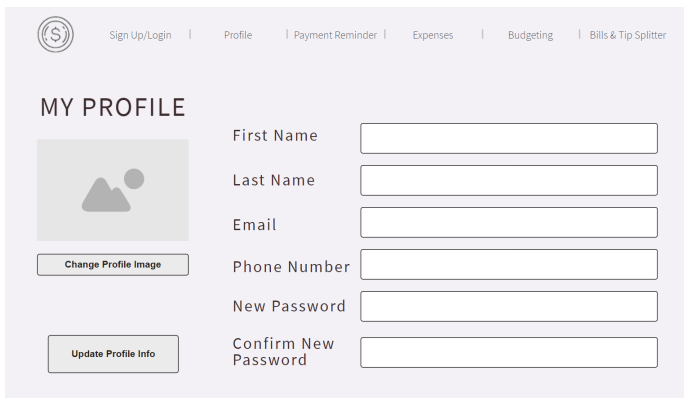 $
Sign Up/Login | Profile | Payment Reminder | Expenses | Budgeting | Bills & Tip Splitter
MY PROFILE
First Name
Last Name
Email
Change Profile Image
Phone Number
New Password
Update Profile Info
Confirm New
Password